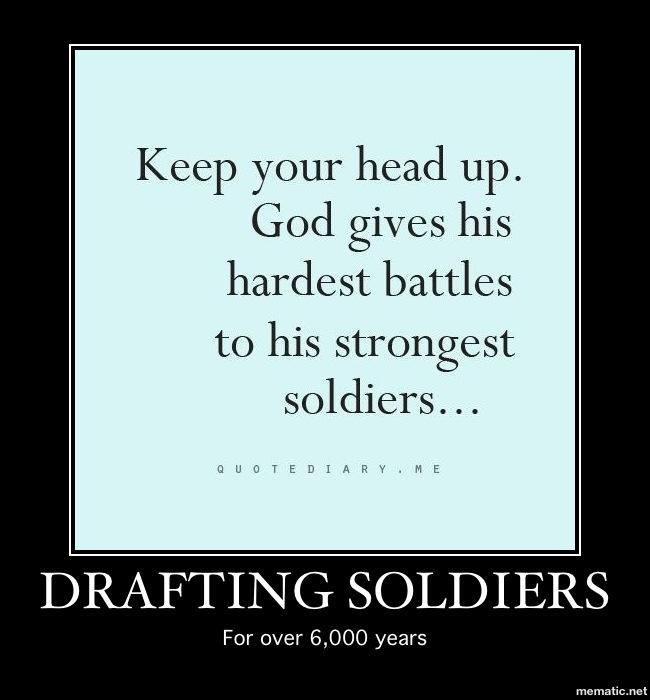 Keep your head up.
God gives his
hardest battles
to his strongest
soldiers...
QUOTEDIARY.ME
DRAFTING SOLDIERS
For over 6,000 years
mematic.net